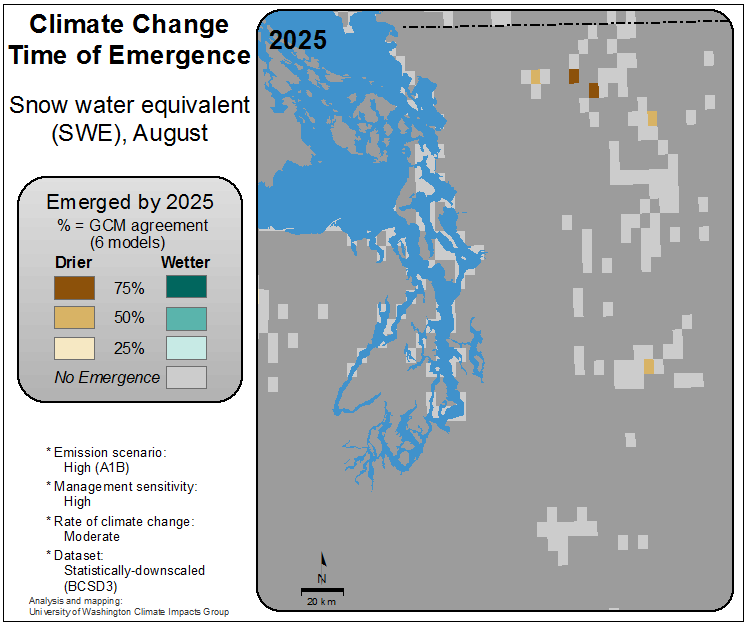 Climate Change
Time of Emergence
Snow water equivalent
(SWE), August
Emerged by 2025
% = GCM agreement
(6 models)
Drier Wetter
75%
50%
25%
No Emergence
* Emission scenario:
High (A1B)
* Management sensitivity:
High
* Rate of climate change:
Moderate
* Dataset:
Statistically-downscaled
(BCSD3)
Analysis and mapping:
University of Washington Climate Impacts Group
2025
N
20 km